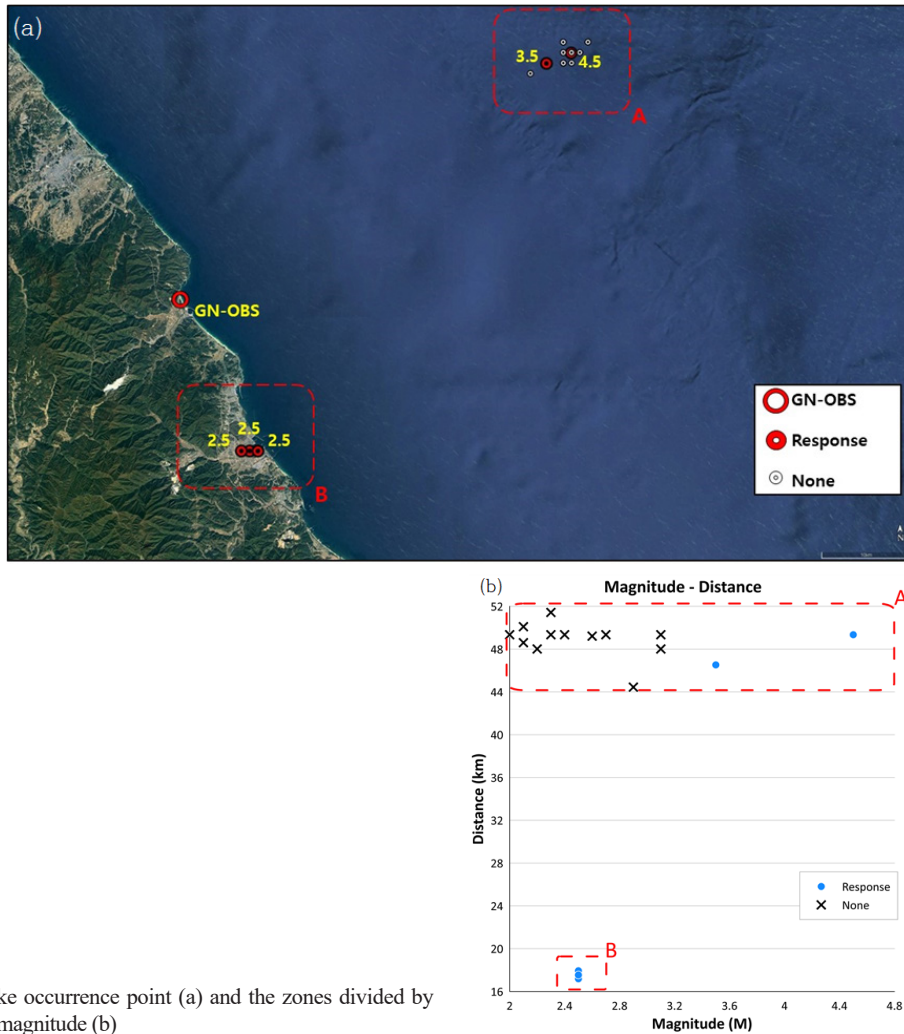 (a)
3.5
4.5
A
GN-OBS
2.5
2.5 2.5
B
GN-OBS
Response
None
N
(b)
Magnitude - Distance
A
52
48
44
40
36
32
28
24
20
16
Distance (km)
B
Response
None
2 2.4 2.8 3.2 3.6 4 4.4 4.8
Magnitude (M)
ke occurrence point (a) and the zones divided by
magnitude (b)